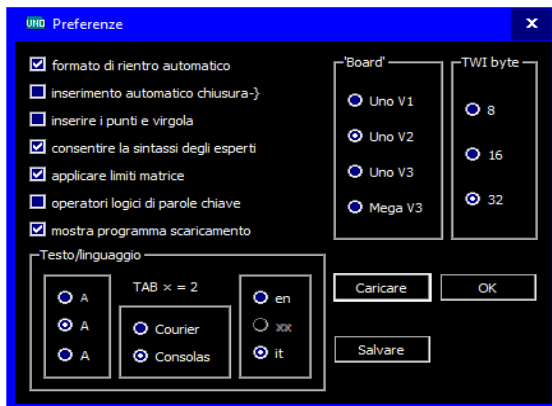 UHD Preferenze x
formato di rientro automatico
inserimento automatico chiusura-}
inserire i punti e virgola
consentire la sintassi degli esperti
applicare limiti matrice
operatori logici di parole chiave
mostra programma scaricamento
'Board'
Uno V1
Uno V2
Uno V3
Mega V3
TWI byte
8
16
32
Testo/linguaggio
A
A
A
TAB × = 2
Courier
Consolas
en
xx
it
Caricare
OK
Salvare